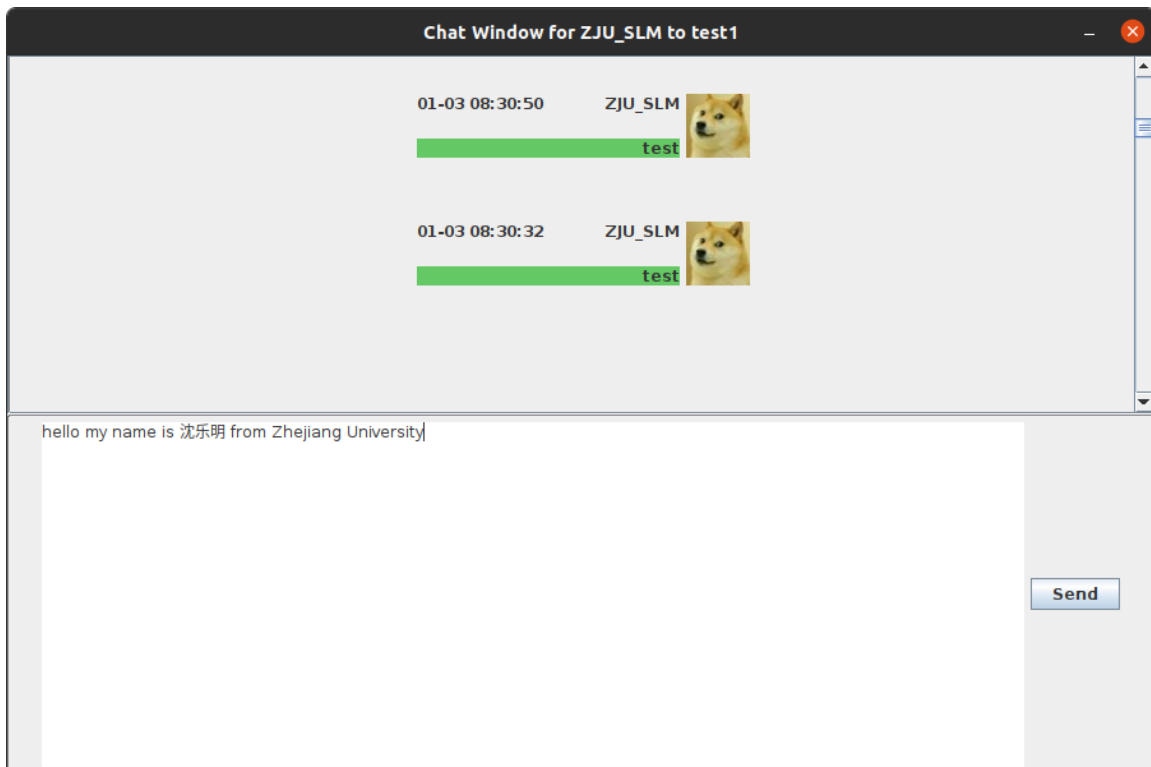 Chat Window for ZJU_SLM to test1
01-03 08:30:50 ZJU_SLM
test
01-03 08:30:32 ZJU_SLM
test
hello my name is 沈乐明 from Zhejiang University
Send